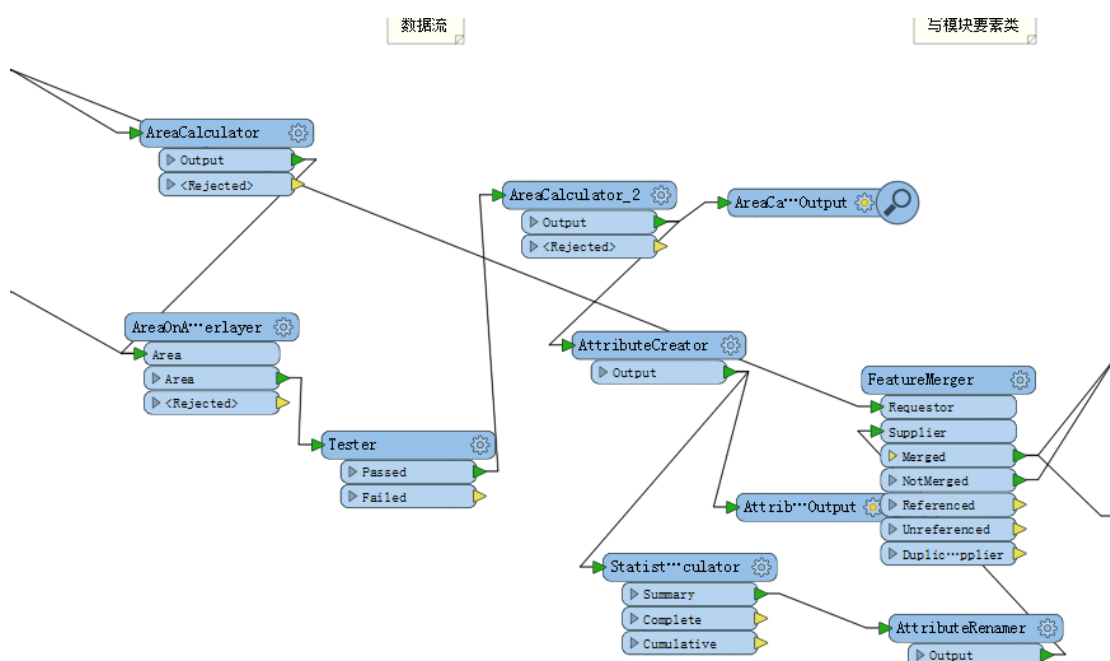 数据流
写模块要素类
AreaCalculator
Output
<Rejected>
AreaCalculator_2
Output
<Rejected>
AreaCa···Output
AreaOnA···erlayer
Area
Area
<Rejected>
AttributeCreator
Output
FeatureMerger
Requestor
Supplier
Merged
NotMerged
Referenced
Unreferenced
Duplic···pplier
Tester
Passed
Failed
Attrib···Output
Statist···culator
Summary
Complete
Cumulative
AttributeRenamer
Output